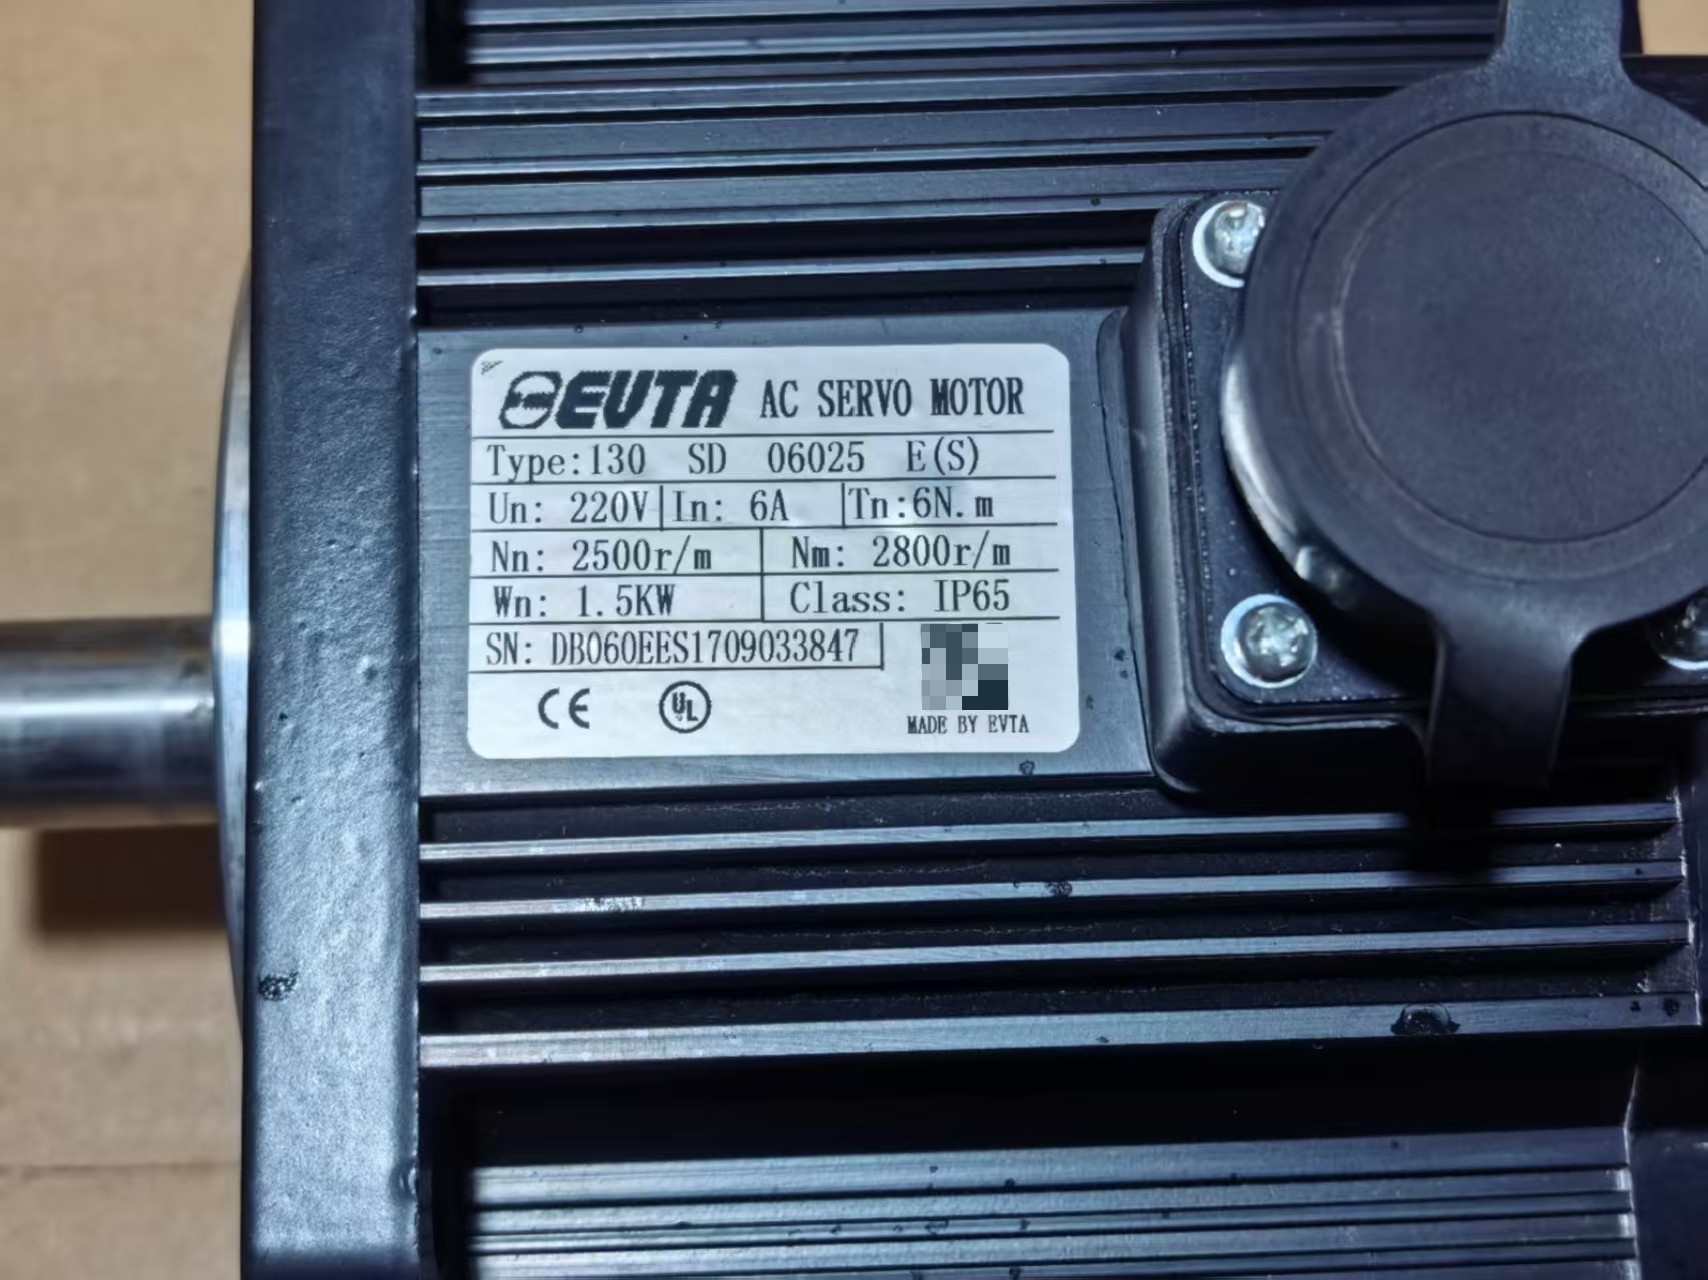 EVTA AC SERVO MOTOR
Type:130 SD 06025 E(S)
Un: 220V In: 6A Tn:6N.m
Nn: 2500r/m Nm: 2800r/m
Wn: 1.5KW Class: IP65
SN: DB060EES1709033847
CE UL
MADE BY EVTA